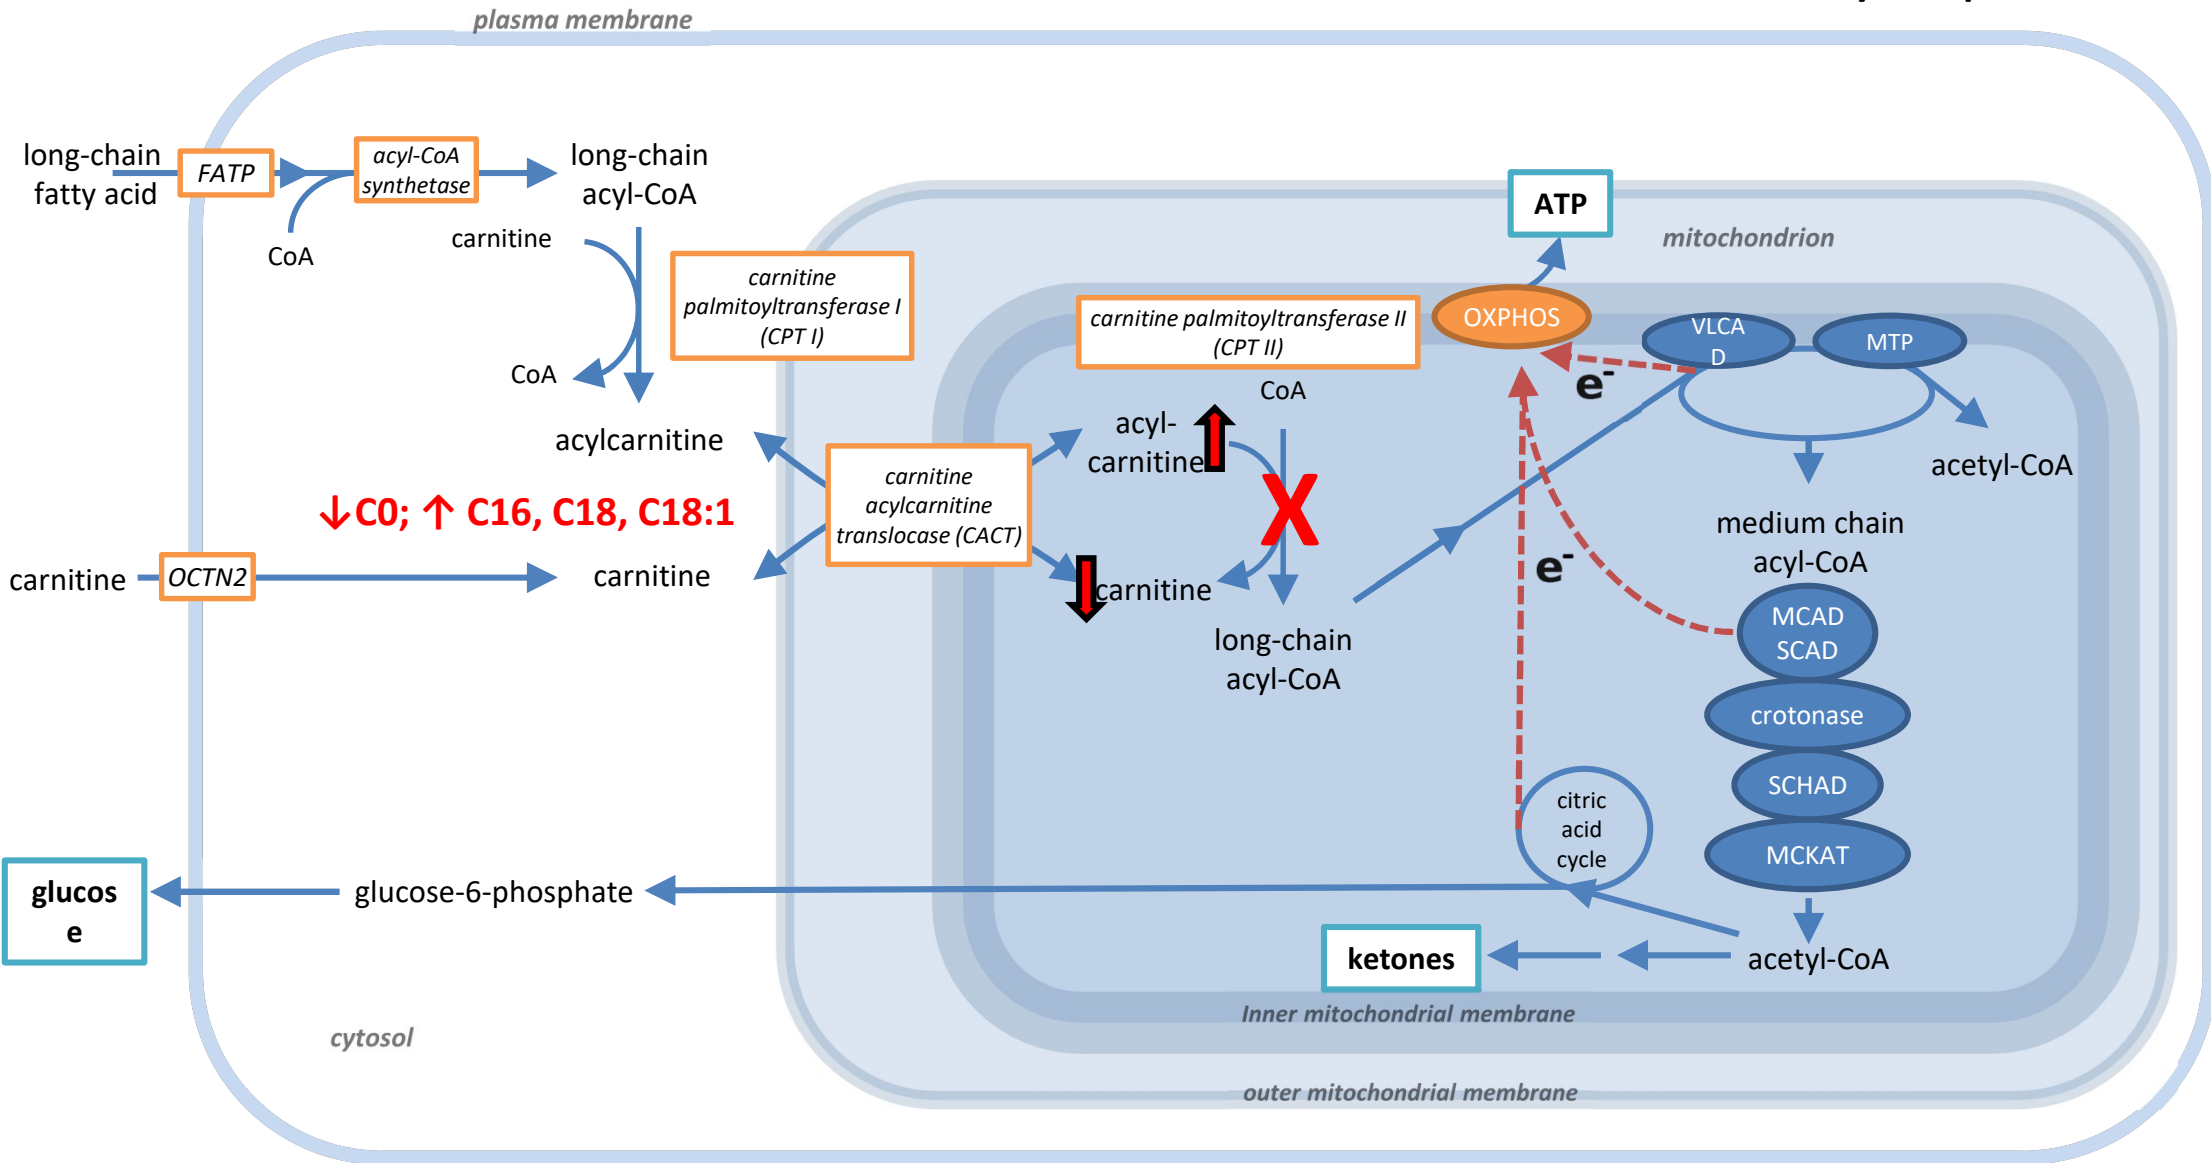 plasma membrane
long-chain
fatty acid
FATP
acyl-CoA
synthetase
long-chain
acyl-CoA
CoA
carnitine
carnitine
palmitoyltransferase I
(CPT I)
CoA
acylcarnitine
↓C0; ↑ C16, C18, C18:1
carnitine
OCTN2
carnitine
carnitine
acylcarnitine
translocase (CACT)
ATP
mitochondrion
carnitine palmitoyltransferase II
(CPT II)
OXPHOS
VLCA
D
MTP
e-
CoA
acyl-
carnitine
X
carnitine
long-chain
acyl-CoA
e-
acetyl-CoA
medium chain
acyl-CoA
MCAD
SCAD
crotonase
SCHAD
MCKAT
citric
acid
cycle
acetyl-CoA
ketones
glucose-6-phosphate
glucos
e
Inner mitochondrial membrane
cytosol
outer mitochondrial membrane